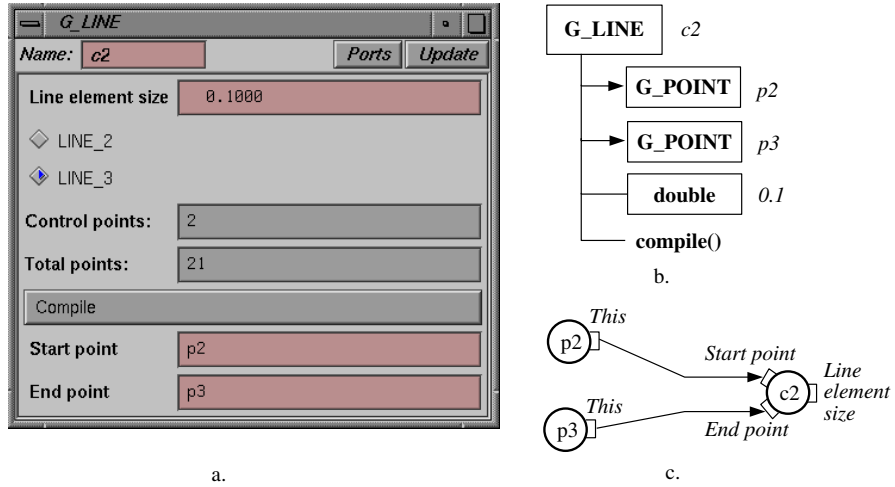 G_LINE
Name: c2 Ports Update
Line element size 0.1000
LINE_2
LINE_3
Control points: 2
Total points: 21
Compile
Start point p2
End point p3
a.
G_LINE c2
G_POINT p2
G_POINT p3
double 0.1
compile()
b.
This
p2
Start point
Line
element
size
c2
This
p3
End point
c.